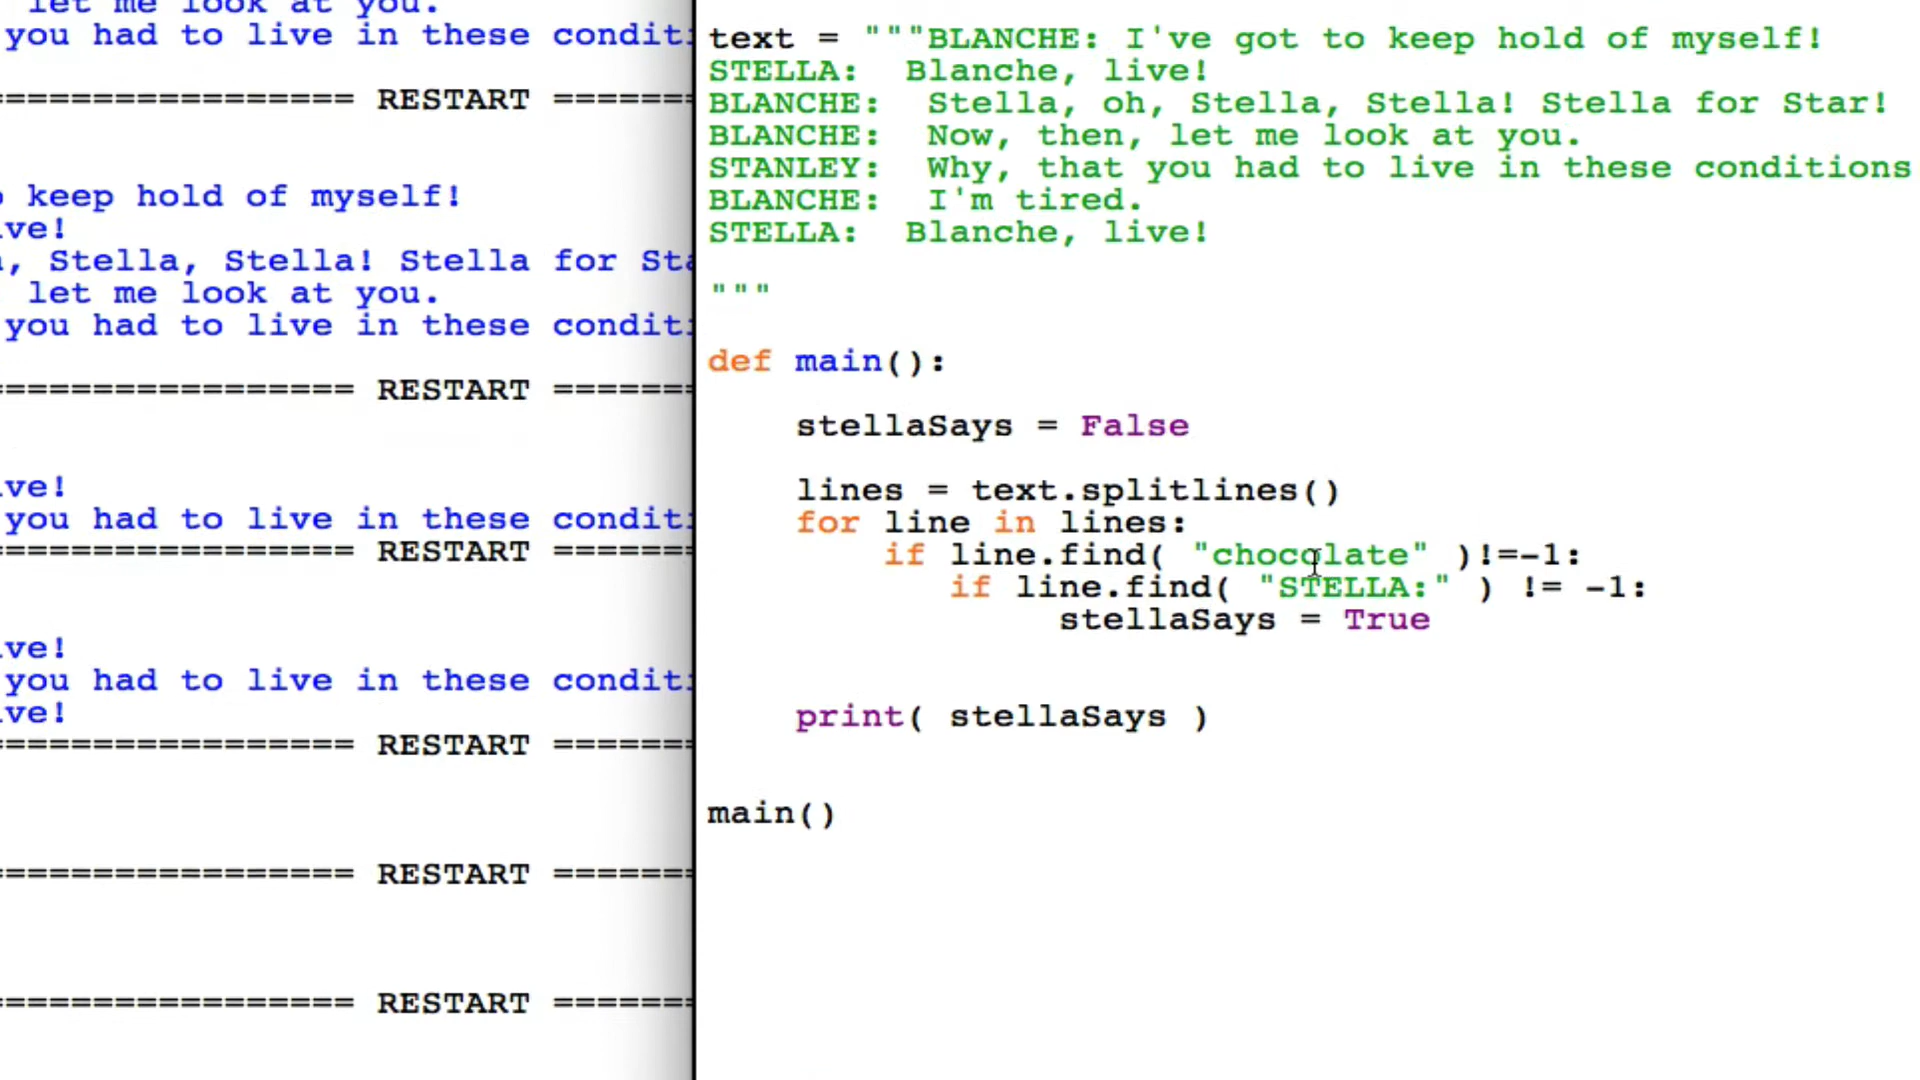 let me look at you.
you had to live in these condit
================ RESTART ======
keep hold of myself!
ve!
, Stella, Stella! Stella for Sta
let me look at you.
you had to live in these condit
================ RESTART ======
ve!
you had to live in these condit
================ RESTART ======
ve!
you had to live in these condit
ve!
================ RESTART ======
================ RESTART ======
================ RESTART ======
text = """BLANCHE: I've got to keep hold of myself!
STELLA:  Blanche, live!
BLANCHE:  Stella, oh, Stella, Stella! Stella for Star!
BLANCHE:  Now, then, let me look at you.
STANLEY:  Why, that you had to live in these conditions
BLANCHE:  I'm tired.
STELLA:  Blanche, live!
"""
def main():
    stellaSays = False
    lines = text.splitlines()
    for line in lines:
        if line.find( "chocolate" )!=-1:
           if line.find( "STELLA:" ) != -1:
                stellaSays = True
    print( stellaSays )
main()